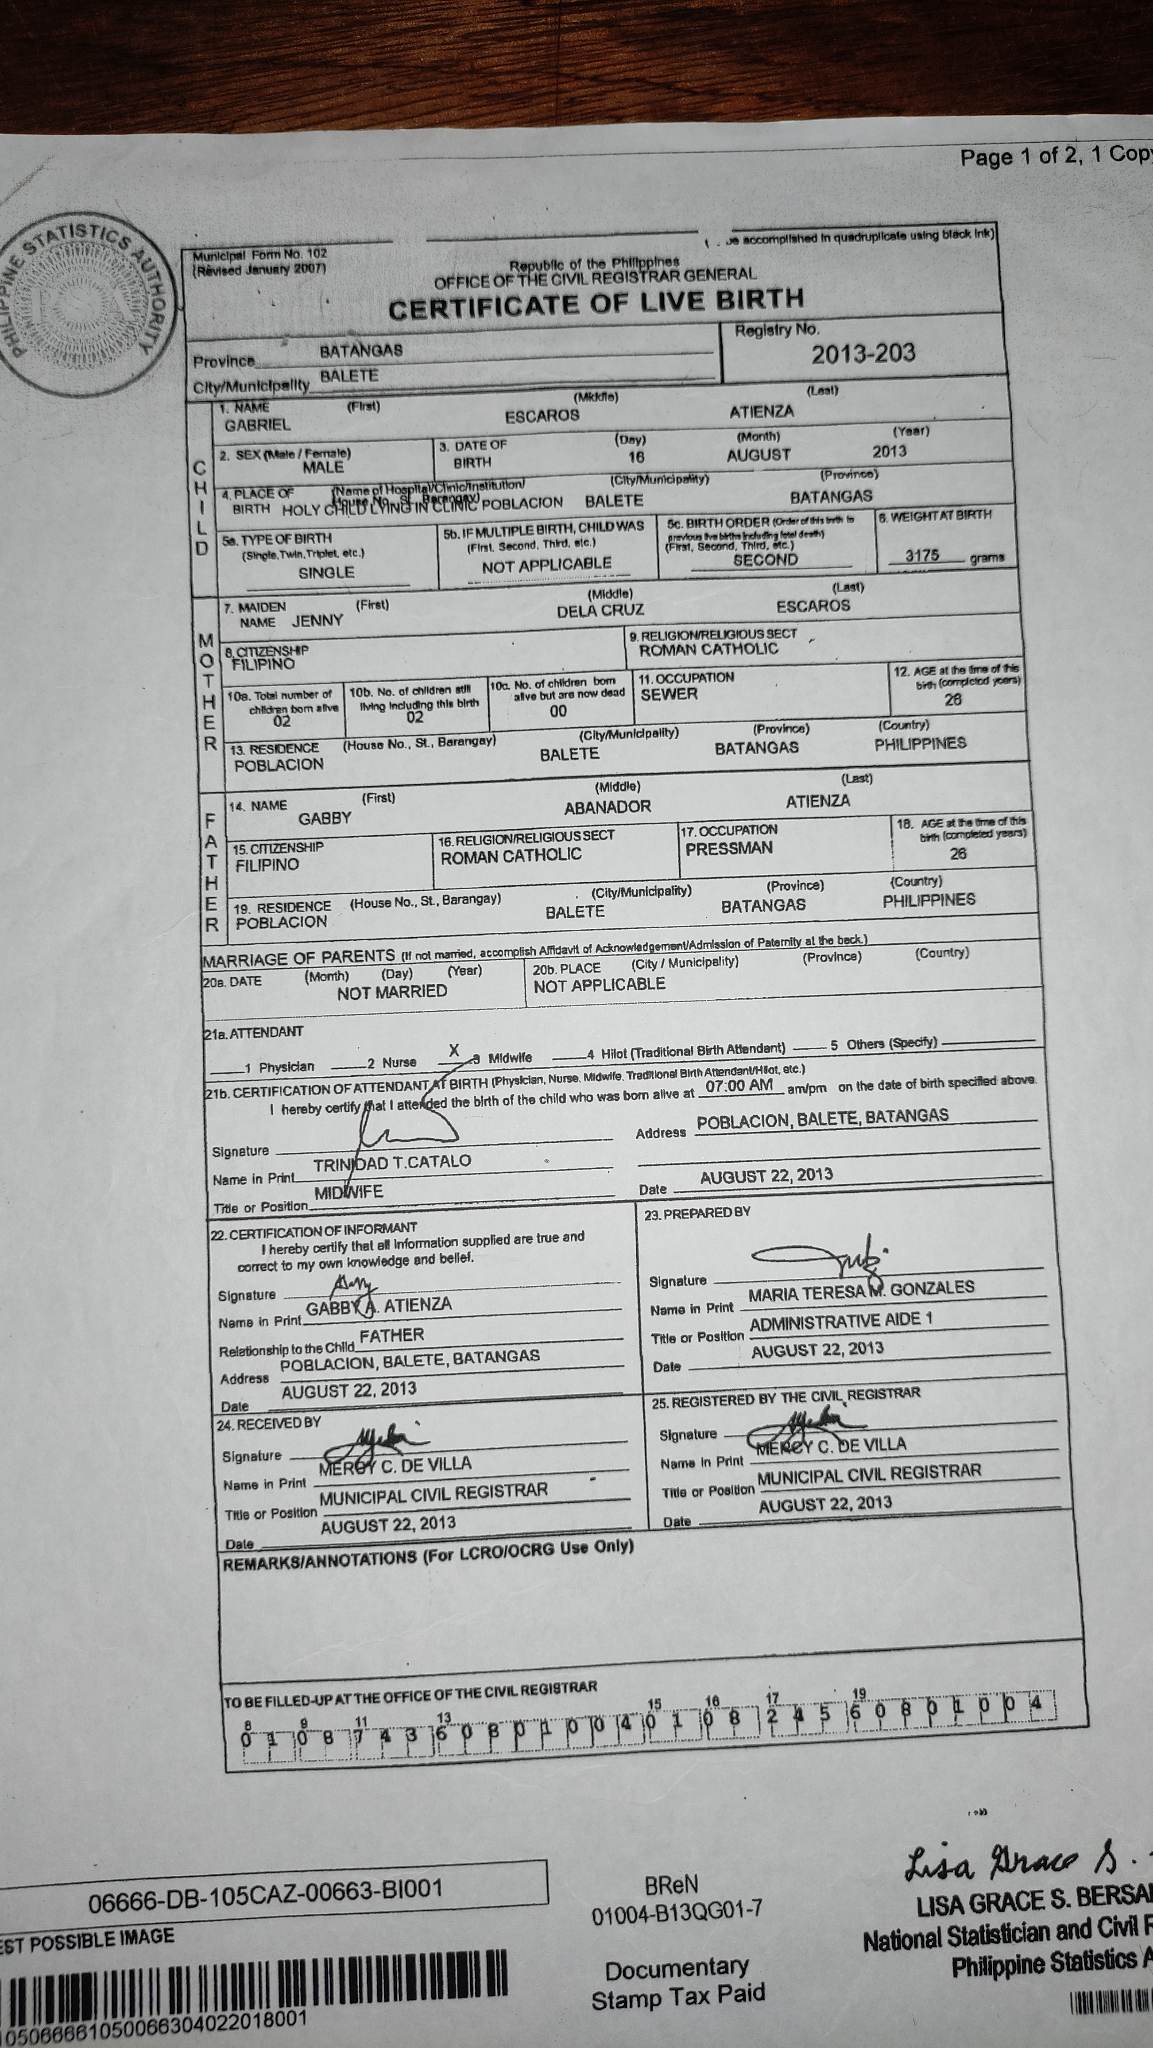 Page 1 of 2, 1 Copy
PHILIPPINE STATISTICS AUTHORITY
Municipal Form No. 102
(Revised January 2007)
be accomplished in quadruplicate using black ink)
Republic of the Philippines
OFFICE OF THE CIVIL REGISTRAR GENERAL
CERTIFICATE OF LIVE BIRTH
Province BATANGAS
City/Municipality BALETE
Registry No.
2013-203
CHILD
1. NAME (First) (Middle) (Last)
GABRIEL ESCAROS ATIENZA
2. SEX (Male / Female) 3. DATE OF (Day) (Month) (Year)
MALE BIRTH 16 AUGUST 2013
4. PLACE OF (Name of Hospital/Clinic/Institution/ (City/Municipality) (Province)
House No., St., Barangay)
BIRTH HOLY CHILD LYING IN CLINIC POBLACION BALETE BATANGAS
5a. TYPE OF BIRTH
(Single, Twin, Triplet, etc.)
SINGLE
5b. IF MULTIPLE BIRTH, CHILD WAS
(First, Second, Third, etc.)
NOT APPLICABLE
5c. BIRTH ORDER (Order of this birth to
previous live births including fetal death)
(First, Second, Third, etc.)
SECOND
6. WEIGHT AT BIRTH
3175 grams
MOTHER
7. MAIDEN (First) (Middle) (Last)
NAME JENNY DELA CRUZ ESCAROS
8. CITIZENSHIP
FILIPINO
9. RELIGION/RELIGIOUS SECT
ROMAN CATHOLIC
10a. Total number of
children born alive
02
10b. No. of children still
living including this birth
02
10c. No. of children born
alive but are now dead
00
11. OCCUPATION
SEWER
12. AGE at the time of this
birth (completed years)
26
13. RESIDENCE (House No., St., Barangay) (City/Municipality) (Province) (Country)
POBLACION BALETE BATANGAS PHILIPPINES
FATHER
14. NAME (First) (Middle) (Last)
GABBY ABANADOR ATIENZA
15. CITIZENSHIP
FILIPINO
16. RELIGION/RELIGIOUS SECT
ROMAN CATHOLIC
17. OCCUPATION
PRESSMAN
18. AGE at the time of this
birth (completed years)
26
19. RESIDENCE (House No., St., Barangay) (City/Municipality) (Province) (Country)
POBLACION BALETE BATANGAS PHILIPPINES
MARRIAGE OF PARENTS (If not married, accomplish Affidavit of Acknowledgement/Admission of Paternity at the back.)
20a. DATE (Month) (Day) (Year)
NOT MARRIED
20b. PLACE (City / Municipality) (Province) (Country)
NOT APPLICABLE
21a. ATTENDANT
1 Physician 2 Nurse X 3 Midwife 4 Hilot (Traditional Birth Attendant) 5 Others (Specify)
21b. CERTIFICATION OF ATTENDANT AT BIRTH (Physician, Nurse, Midwife, Traditional Birth Attendant/Hilot, etc.)
I hereby certify that I attended the birth of the child who was born alive at 07:00 AM am/pm on the date of birth specified above.
Signature
Name in Print TRINIDAD T.CATALO
Title or Position MIDWIFE
Address POBLACION, BALETE, BATANGAS
Date AUGUST 22, 2013
22. CERTIFICATION OF INFORMANT
I hereby certify that all information supplied are true and
correct to my own knowledge and belief.
Signature
Name in Print GABBY A. ATIENZA
Relationship to the Child FATHER
Address POBLACION, BALETE, BATANGAS
Date AUGUST 22, 2013
23. PREPARED BY
Signature
Name in Print MARIA TERESA M. GONZALES
Title or Position ADMINISTRATIVE AIDE 1
Date AUGUST 22, 2013
24. RECEIVED BY
Signature
Name in Print MERCY C. DE VILLA
Title or Position MUNICIPAL CIVIL REGISTRAR
Date AUGUST 22, 2013
25. REGISTERED BY THE CIVIL REGISTRAR
Signature
Name in Print MERCY C. DE VILLA
Title or Position MUNICIPAL CIVIL REGISTRAR
Date AUGUST 22, 2013
REMARKS/ANNOTATIONS (For LCRO/OCRG Use Only)
TO BE FILLED-UP AT THE OFFICE OF THE CIVIL REGISTRAR
8 9 11 13 15 16 17 19
0 1 0 8 7 4 3 6 0 8 0 1 0 0 4 0 1 0 8 2 4 5 6 0 8 0 1 0 0 4
06666-DB-105CAZ-00663-BI001
EST POSSIBLE IMAGE
10506666105006630402201​8001
BReN
01004-B13QG01-7
Documentary
Stamp Tax Paid
Lisa Grace S.
LISA GRACE S. BERSA
National Statistician and Civil R
Philippine Statistics A